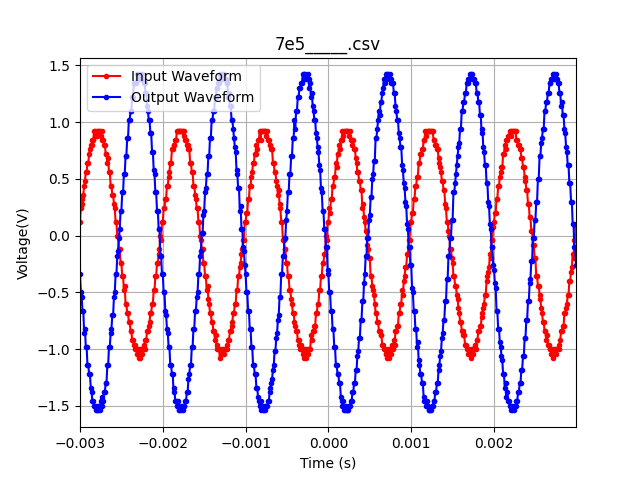 7e5_____.csv
Input Waveform
Output Waveform
Voltage(V)
1.5
1.0
0.5
0.0
−0.5
−1.0
−1.5
−0.003
−0.002
−0.001
0.000
0.001
0.002
Time (s)